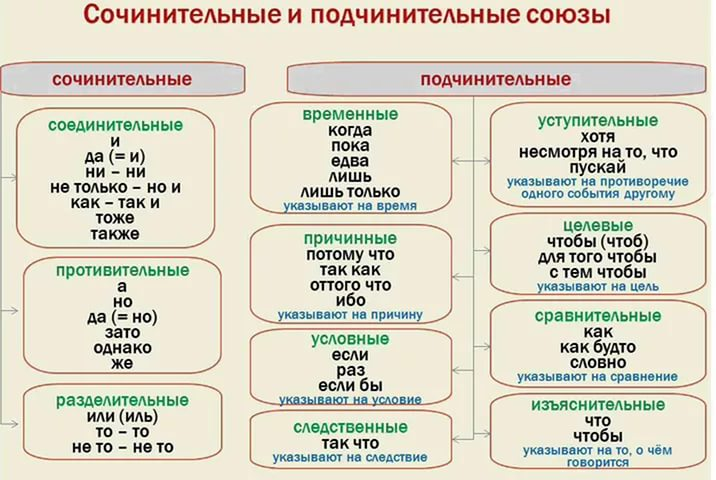 Сочинительные и подчинительные союзы
сочинительные
соединительные
и
да (= и)
ни – ни
не только – но и
как – так и
тоже
также
противительные
а
но
да (= но)
зато
однако
же
разделительные
или (иль)
то – то
не то – не то
подчинительные
временные
когда
пока
едва
лишь
лишь только
указывают на время
причинные
потому что
так как
оттого что
ибо
указывают на причину
условные
если
раз
если бы
указывают на условие
следственные
так что
указывают на следствие
уступительные
хотя
несмотря на то, что
пускай
указывают на противоречие
одного события другому
целевые
чтобы (чтоб)
для того чтобы
с тем чтобы
указывают на цель
сравнительные
как
как будто
словно
указывают на сравнение
изъяснительные
что
чтобы
указывают на то, о чём
говорится